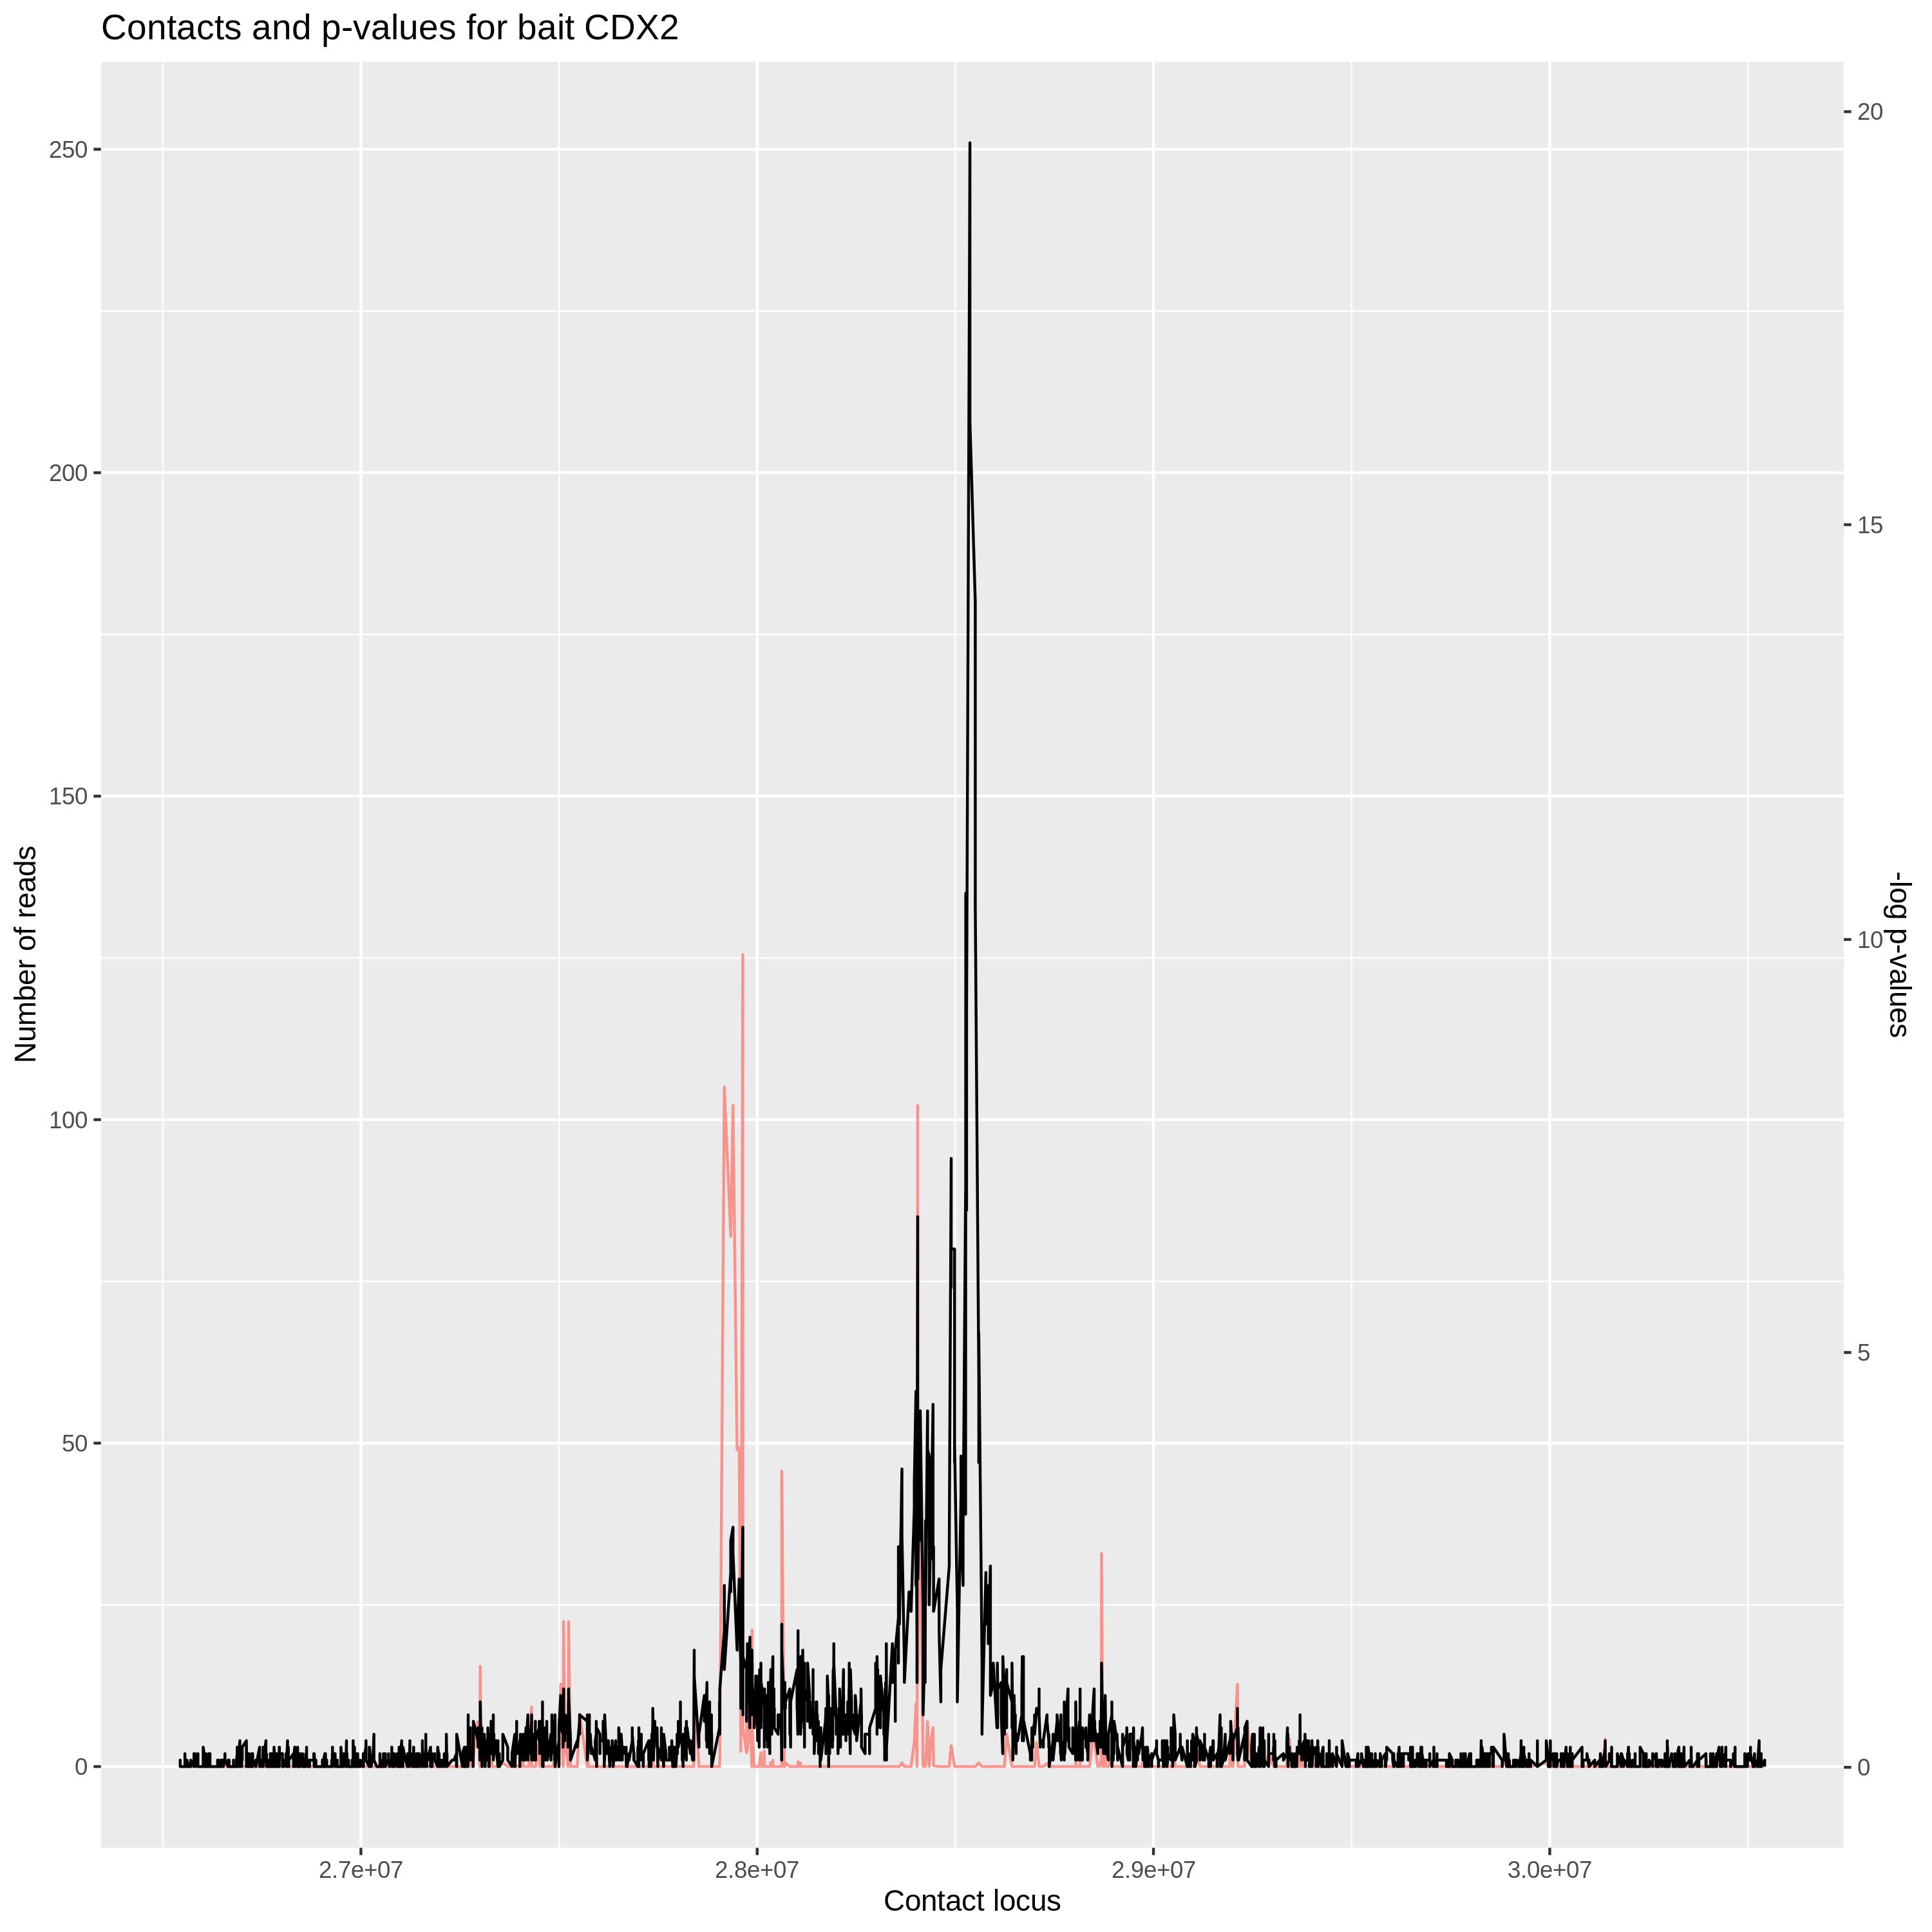 Contacts and p-values for bait CDX2
250
200
150
100
50
0
20
15
10
5
0
Number of reads
-log p-values
2.7e+07
2.8e+07
2.9e+07
3.0e+07
Contact locus